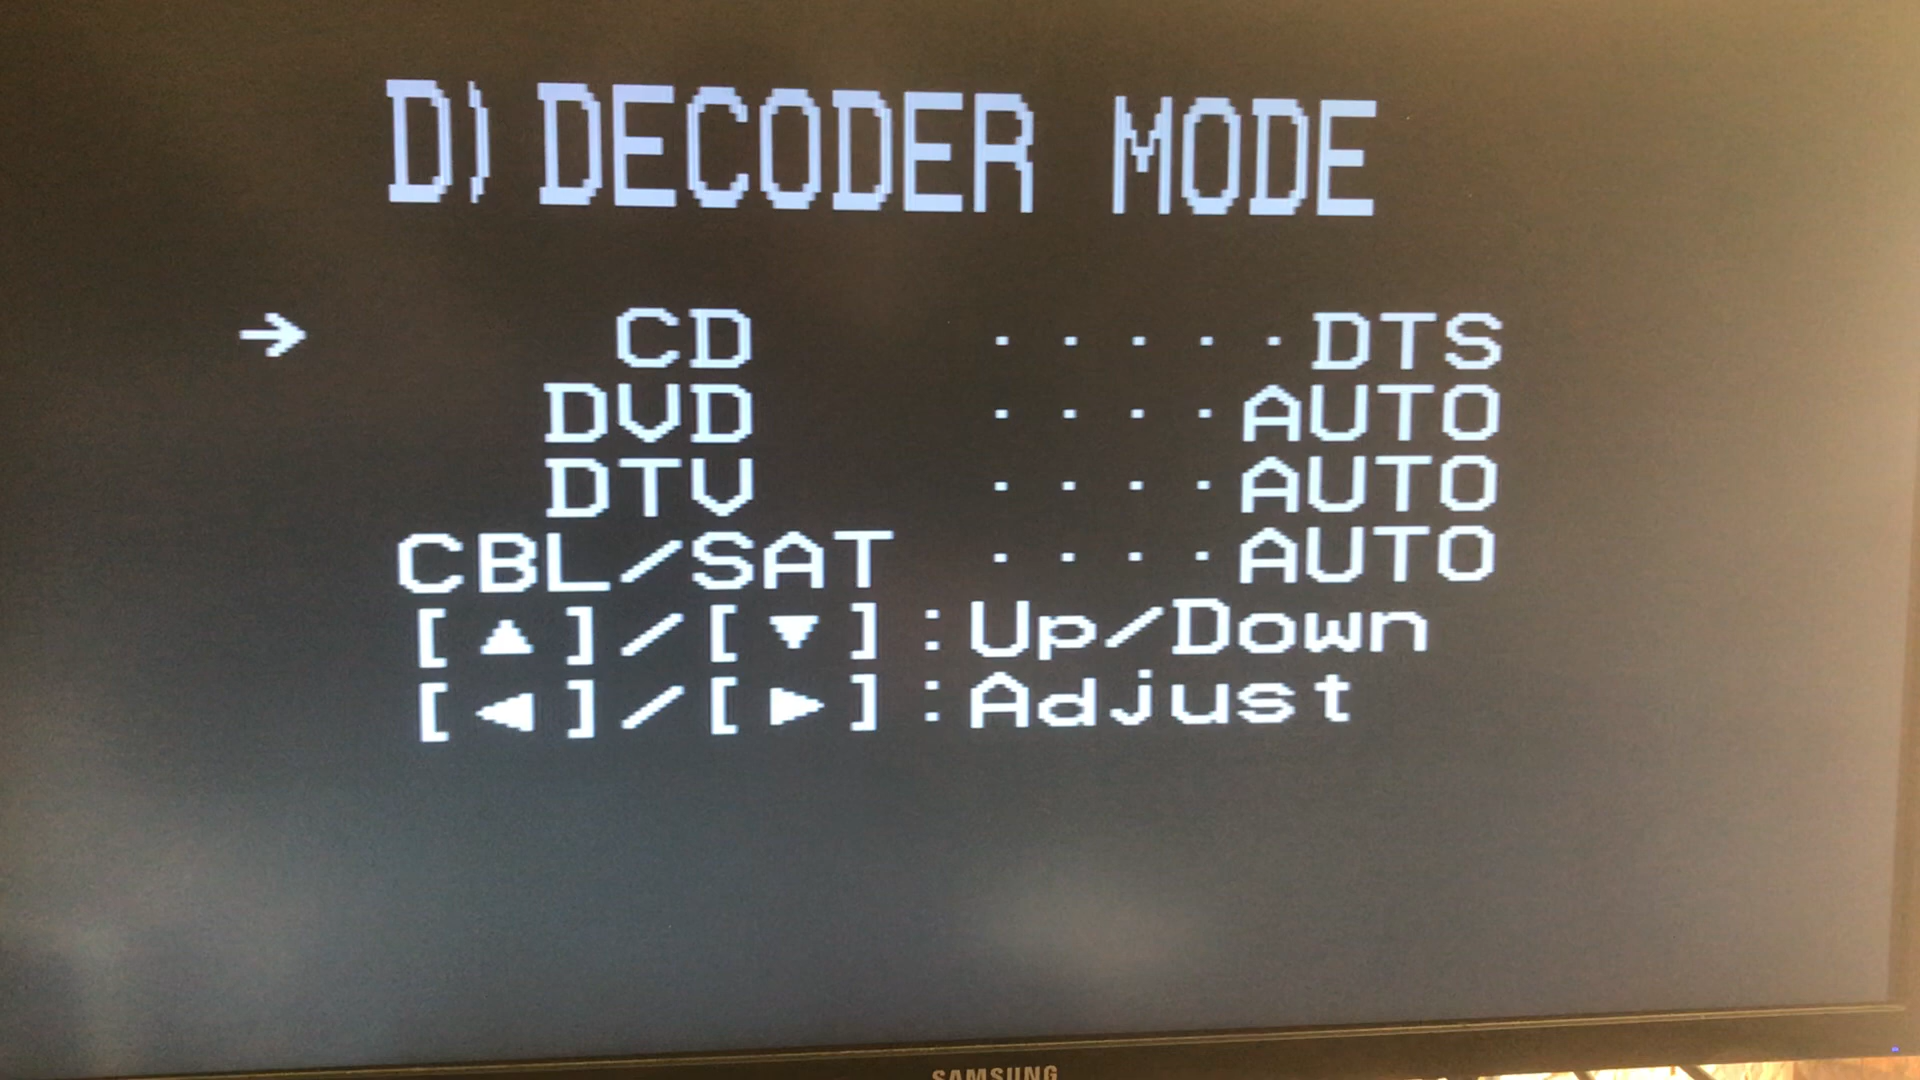 D)DECODER MODE
→ CD .....DTS
DVD ....AUTO
DTV ....AUTO
CBL/SAT ....AUTO
[▲]/[▼]:Up/Down
[◀]/[▶]:Adjust
SAMSUNG